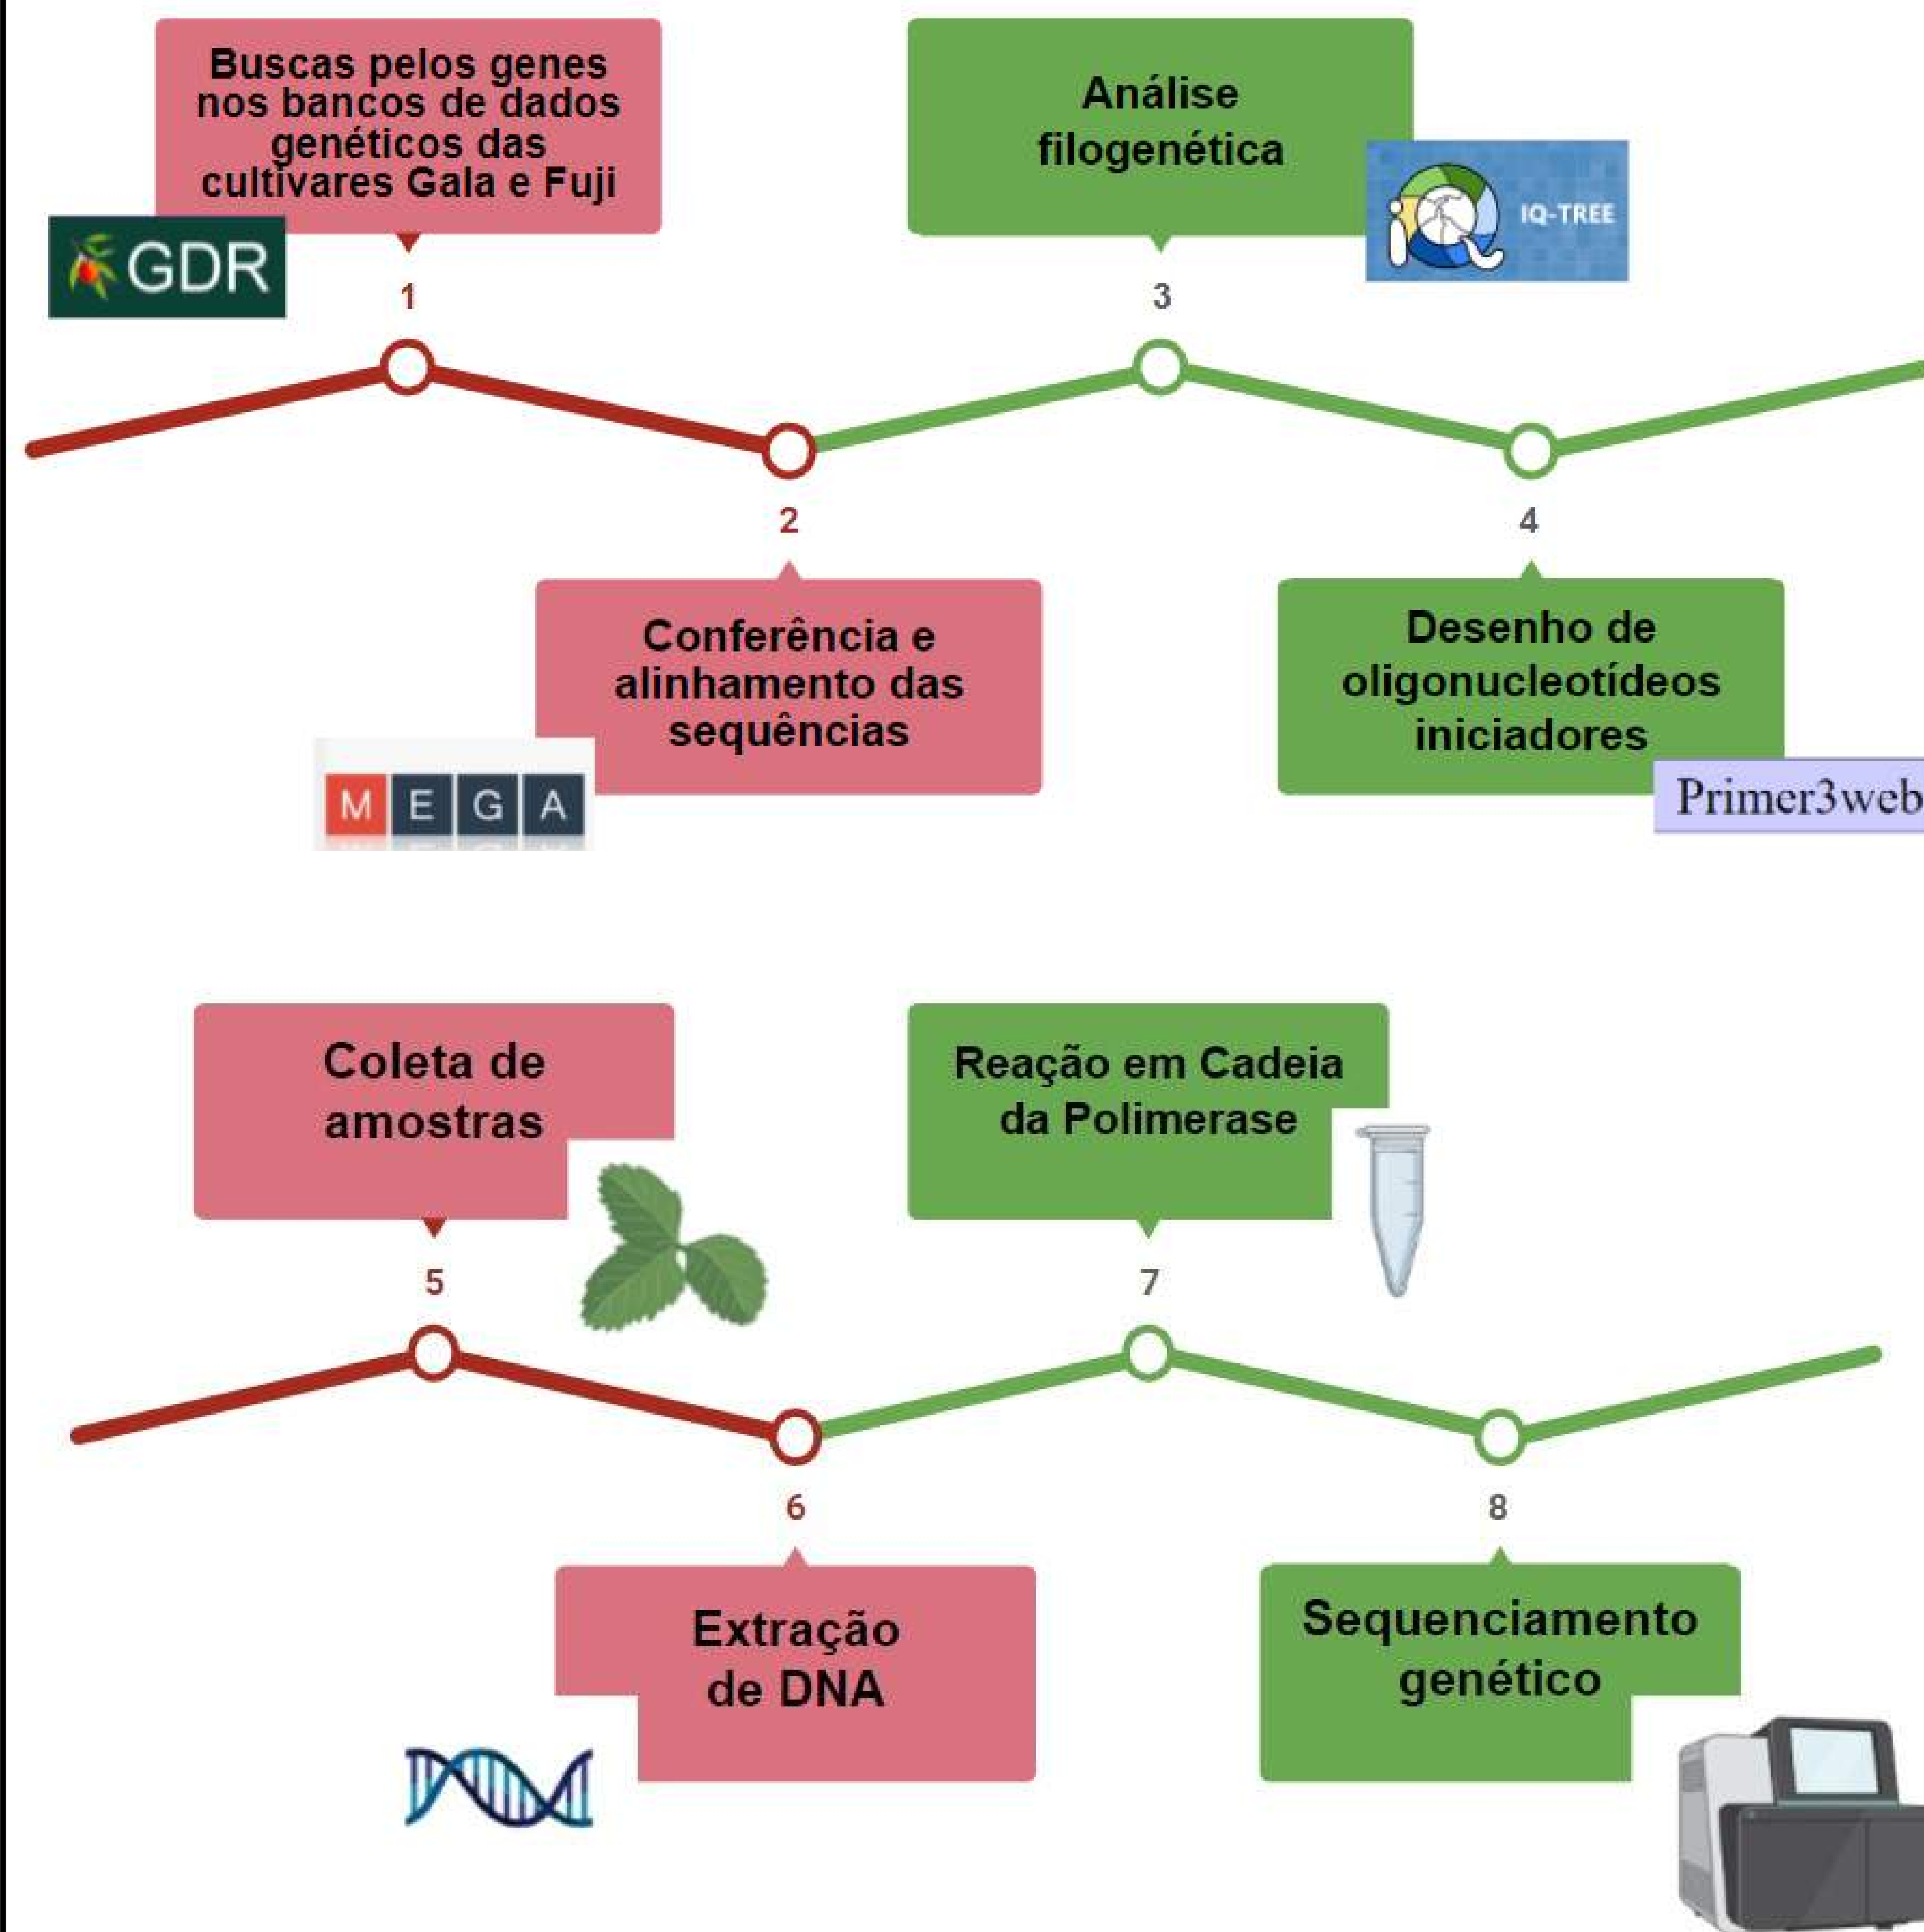 Buscas pelos genes
nos bancos de dados
genéticos das
cultivares Gala e Fuji
GDR
1
Análise
filogenética
IQ-TREE
3
2
Conferência e
alinhamento das
sequências
MEGA
4
Desenho de
oligonucleotídeos
iniciadores
Primer3web
Coleta de
amostras
5
Reação em Cadeia
da Polimerase
7
6
Extração
de DNA
8
Sequenciamento
genético